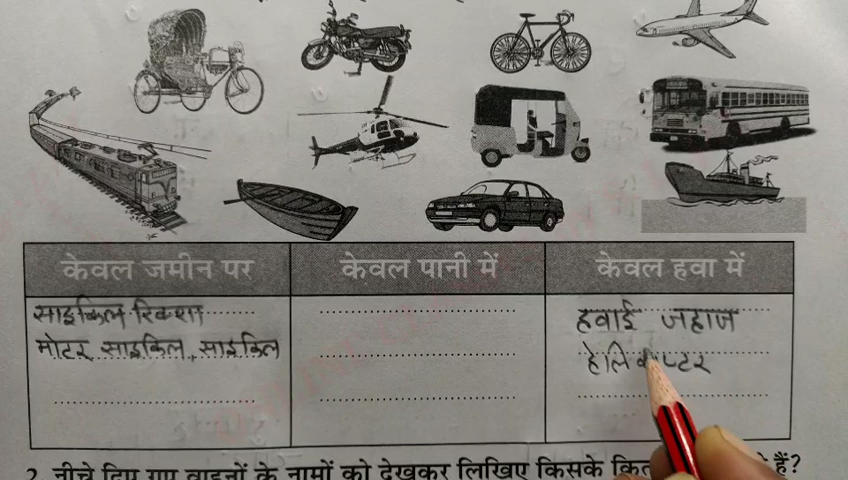 केवल जमीन पर
केवल पानी में
केवल हवा में
साइकिल रिक्शा
मोटर साइकिल, साइकिल
हवाई जहाज
हेलिकाप्टर
2. नीचे दिए गए वाहनों के नामों को देखकर लिखिए किसके कित हैं?